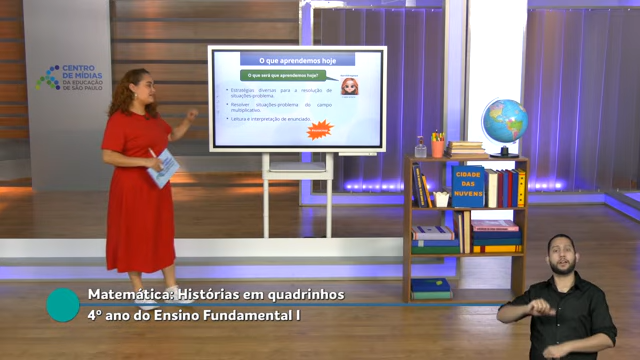 CENTRO
DE MÍDIAS
DA EDUCAÇÃO
DE SÃO PAULO
O que aprendemos hoje
O que será que aprendemos hoje?
Estratégias diversas para a resolução de
situações-problema.
Resolver situações-problema do campo
multiplicativo.
Leitura e interpretação de enunciado.
CIDADE
DAS
NUVENS
Matemática: Histórias em quadrinhos
4º ano do Ensino Fundamental I